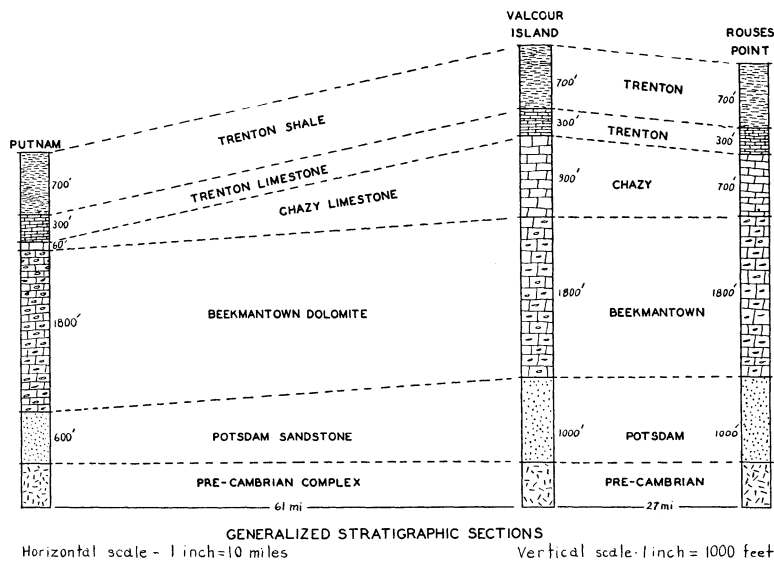 VALCOUR
ISLAND
ROUSES
POINT
PUTNAM
TRENTON SHALE
TRENTON LIMESTONE
CHAZY LIMESTONE
BEEKMANTOWN DOLOMITE
POTSDAM SANDSTONE
PRE-CAMBRIAN COMPLEX
61 mi
700'
300'
60'
1800'
600'
700'
300'
900'
1800'
1000'
TRENTON
TRENTON
CHAZY
BEEKMANTOWN
POTSDAM
PRE-CAMBRIAN
27 mi
700'
300'
700'
1800'
1000'
GENERALIZED STRATIGRAPHIC SECTIONS
Horizontal scale - 1 inch=10 miles
Vertical scale·1 inch = 1000 feet